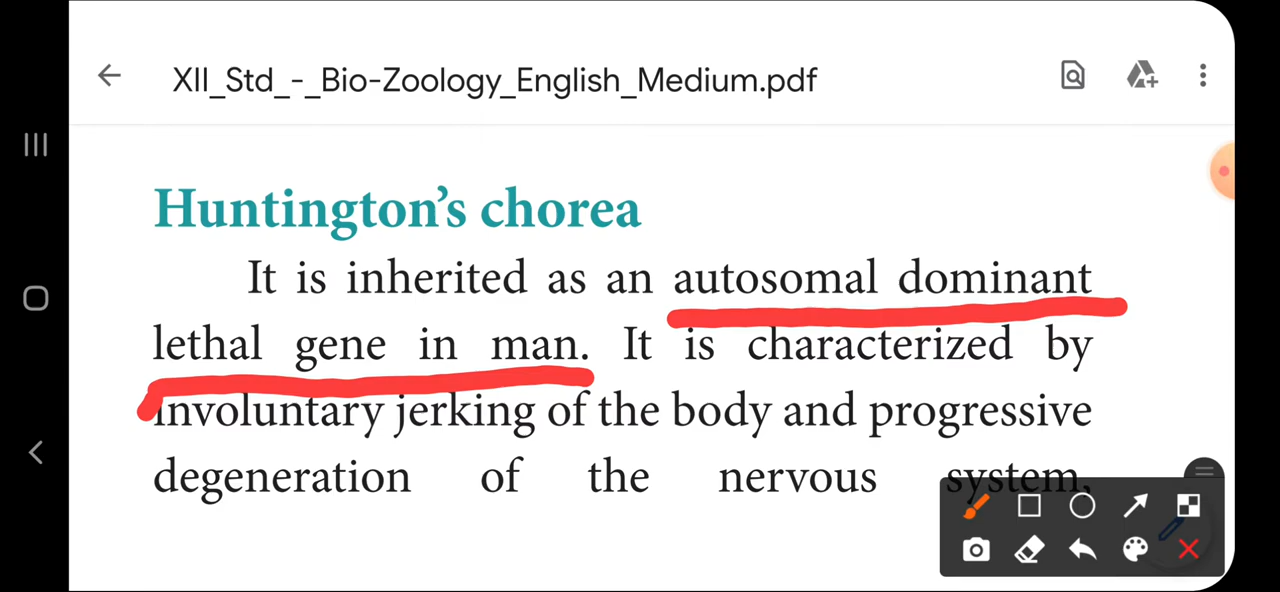 XII_Std_-_Bio-Zoology_English_Medium.pdf
Huntington’s chorea
It is inherited as an autosomal dominant
lethal gene in man. It is characterized by
involuntary jerking of the body and progressive
degeneration of the nervous system,